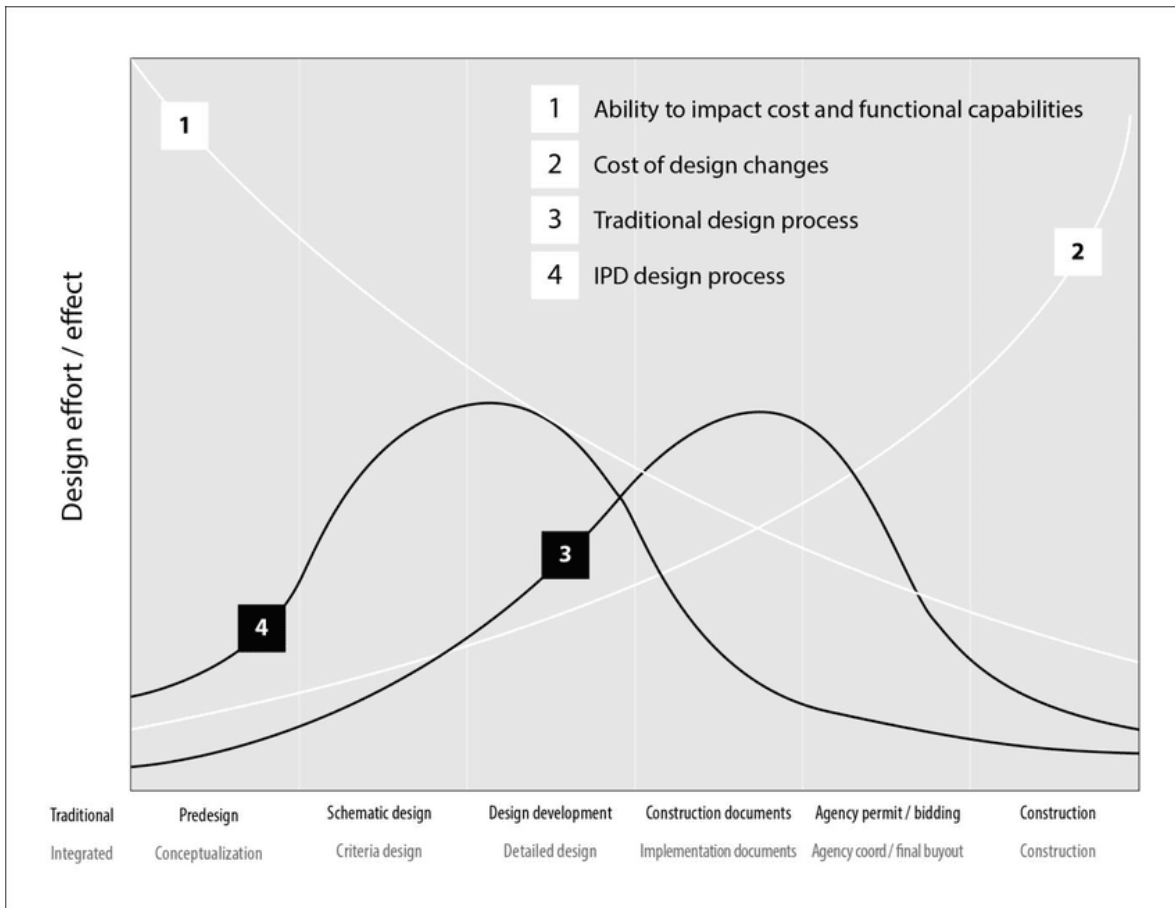 1
1 Ability to impact cost and functional capabilities
2 Cost of design changes
3 Traditional design process
4 IPD design process
2
Design effort / effect
3
4
Traditional Predesign Schematic design Design development Construction documents Agency permit / bidding Construction
Integrated Conceptualization Criteria design Detailed design Implementation documents Agency coord / final buyout Construction